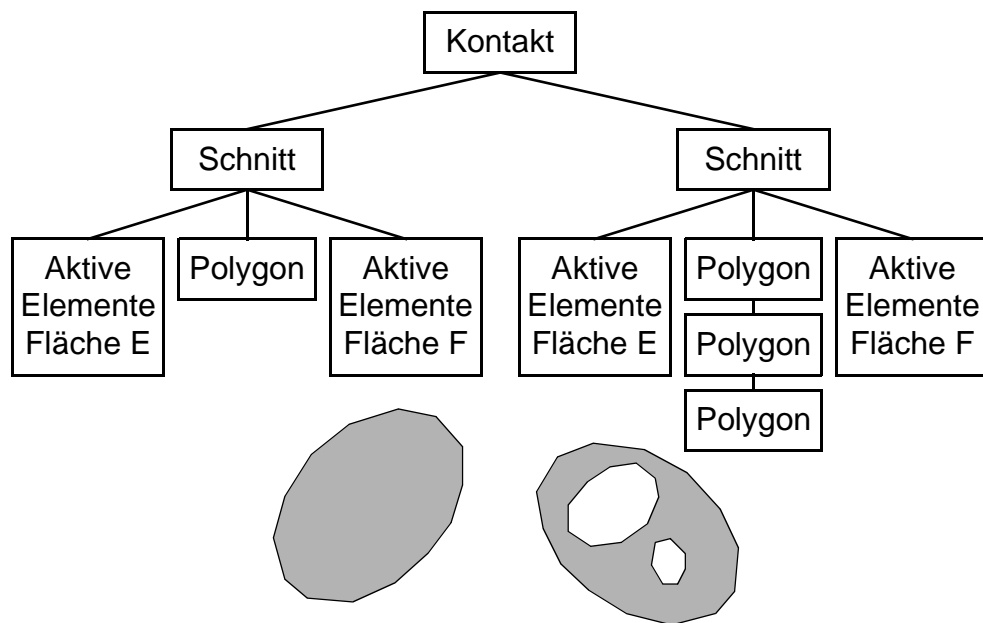 Kontakt
Schnitt
Schnitt
Aktive
Elemente
Fläche E
Polygon
Aktive
Elemente
Fläche F
Aktive
Elemente
Fläche E
Polygon
Polygon
Polygon
Aktive
Elemente
Fläche F